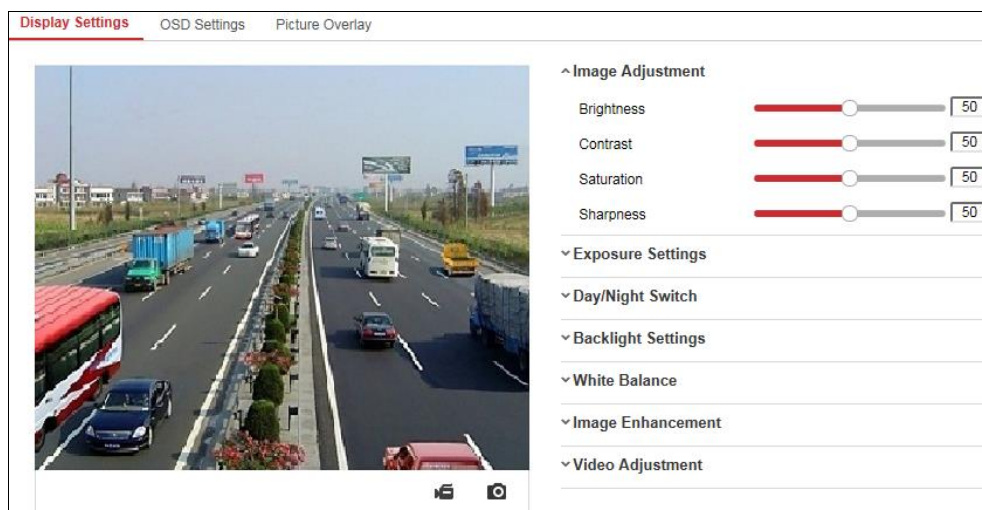 Display Settings OSD Settings Picture Overlay
Image Adjustment
Brightness 50
Contrast 50
Saturation 50
Sharpness 50
Exposure Settings
Day/Night Switch
Backlight Settings
White Balance
Image Enhancement
Video Adjustment